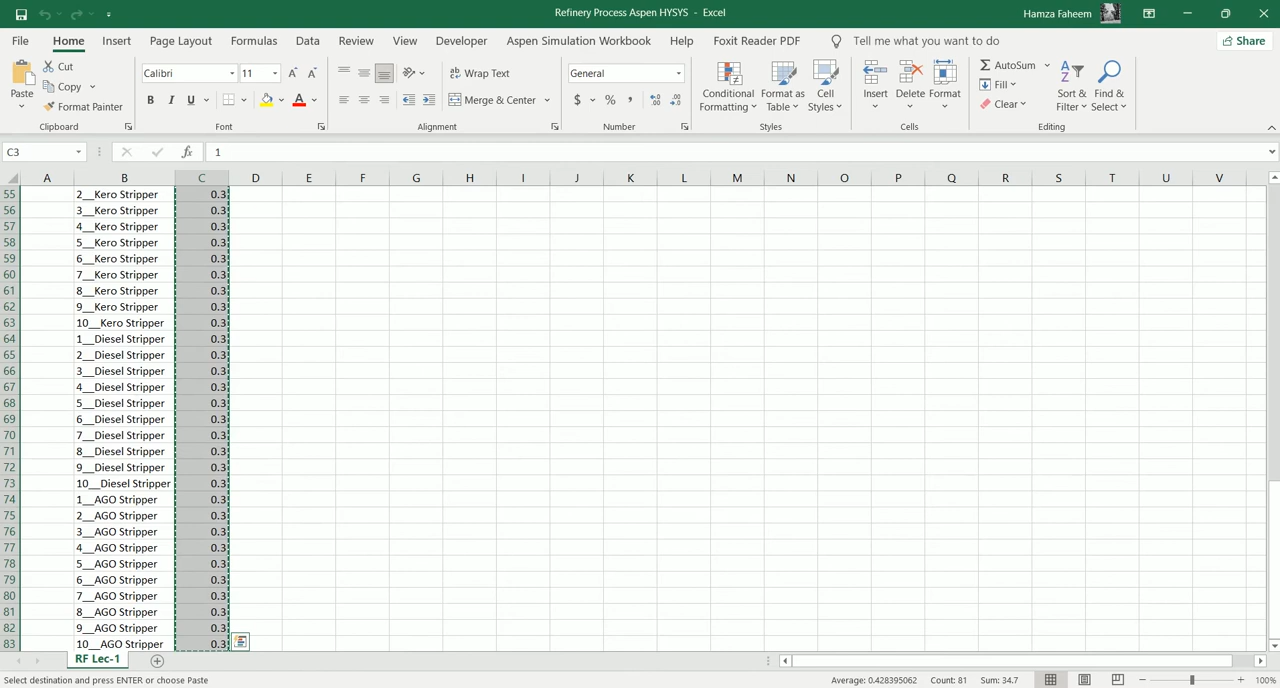 Refinery Process Aspen HYSYS - Excel
Hamza Faheem
File Home Insert Page Layout Formulas Data Review View Developer Aspen Simulation Workbook Help Foxit Reader PDF Tell me what you want to do Share
Paste
Cut
Copy
Format Painter
Clipboard
Calibri 11
B I U
Font
Wrap Text
Merge & Center
Alignment
General
$ % ,
Number
Conditional Formatting
Format as Table
Cell Styles
Styles
Insert Delete Format
Cells
AutoSum
Fill
Clear
Sort & Filter
Find & Select
Editing
C3 fx 1
A B C D E F G H I J K L M N O P Q R S T U V
55 2__Kero Stripper 0.3
56 3__Kero Stripper 0.3
57 4__Kero Stripper 0.3
58 5__Kero Stripper 0.3
59 6__Kero Stripper 0.3
60 7__Kero Stripper 0.3
61 8__Kero Stripper 0.3
62 9__Kero Stripper 0.3
63 10__Kero Stripper 0.3
64 1__Diesel Stripper 0.3
65 2__Diesel Stripper 0.3
66 3__Diesel Stripper 0.3
67 4__Diesel Stripper 0.3
68 5__Diesel Stripper 0.3
69 6__Diesel Stripper 0.3
70 7__Diesel Stripper 0.3
71 8__Diesel Stripper 0.3
72 9__Diesel Stripper 0.3
73 10__Diesel Stripper 0.3
74 1__AGO Stripper 0.3
75 2__AGO Stripper 0.3
76 3__AGO Stripper 0.3
77 4__AGO Stripper 0.3
78 5__AGO Stripper 0.3
79 6__AGO Stripper 0.3
80 7__AGO Stripper 0.3
81 8__AGO Stripper 0.3
82 9__AGO Stripper 0.3
83 10__AGO Stripper 0.3
RF Lec-1
Select destination and press ENTER or choose Paste
Average: 0.428395062 Count: 81 Sum: 34.7
100%